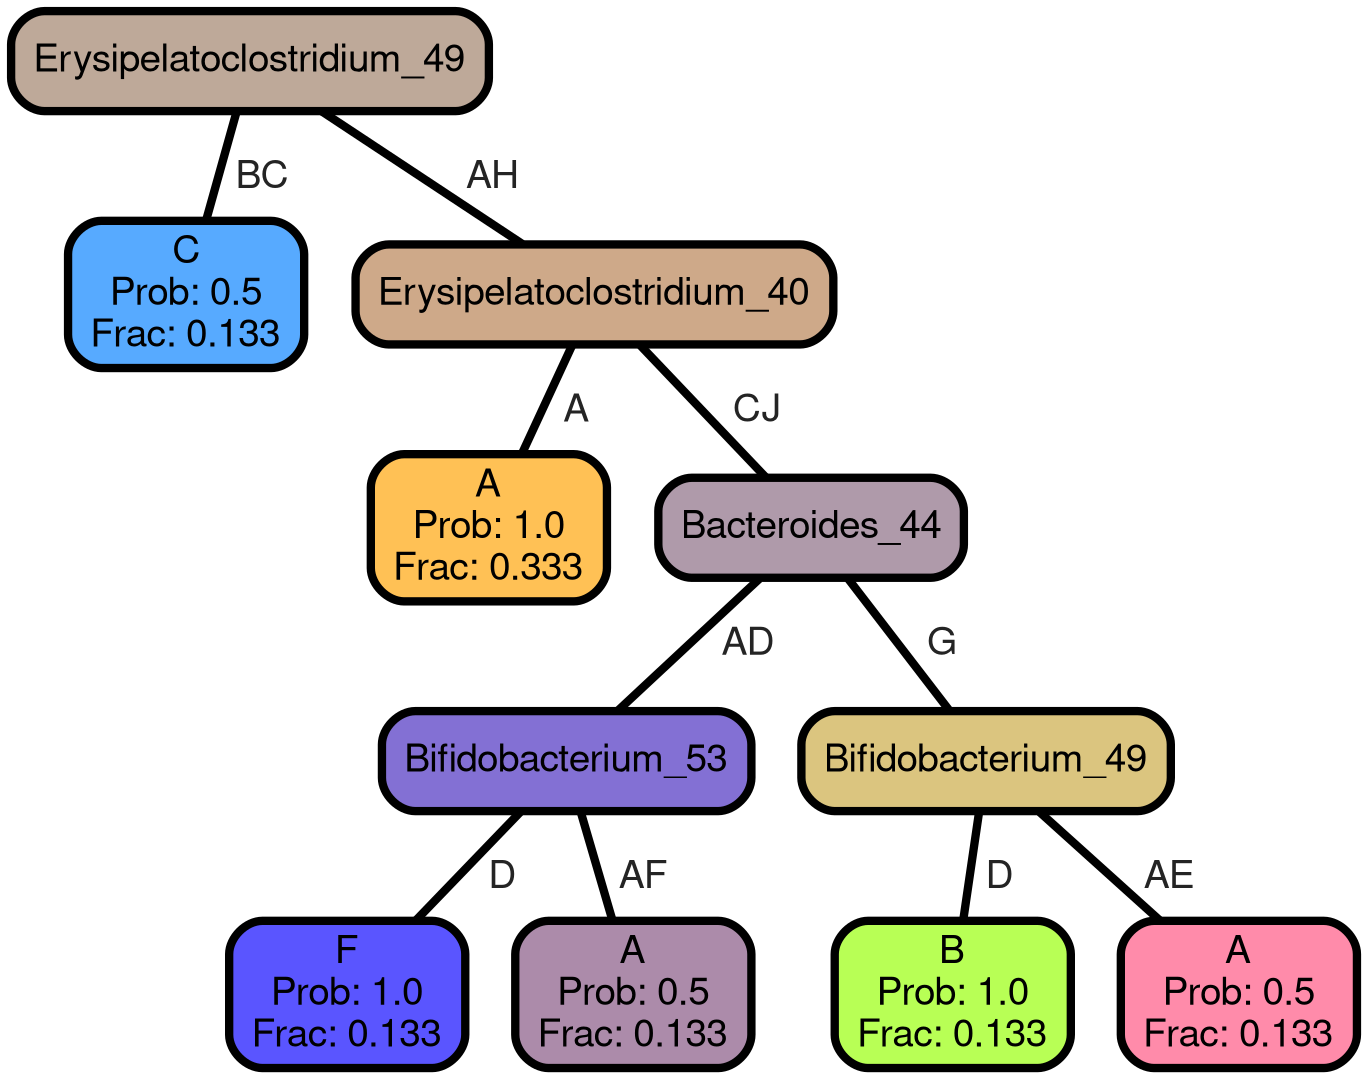 Erysipelatoclostridium_49
BC
AH
C
Prob: 0.5
Frac: 0.133
Erysipelatoclostridium_40
A
CJ
A
Prob: 1.0
Frac: 0.333
Bacteroides_44
AD
G
Bifidobacterium_53
Bifidobacterium_49
D
AF
D
AE
F
Prob: 1.0
Frac: 0.133
A
Prob: 0.5
Frac: 0.133
B
Prob: 1.0
Frac: 0.133
A
Prob: 0.5
Frac: 0.133